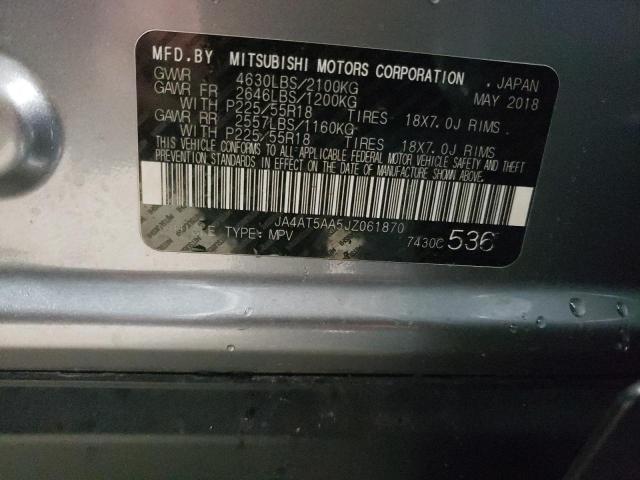 MFD.BY MITSUBISHI MOTORS CORPORATION , JAPAN
GWWR 4630LBS/2100KG MAY 2018
GAWR FR 2646LBS/1200KG
WITH P225/55R18 TIRES 18X7.0J RIMS .
GAWR RR 2557LBS/1160KG
WITH P225/55R18 TIRES 18X7.0J RIMS
THIS VEHICLE CONFORMS TO ALL APPLICABLE FEDERAL MOTOR VEHICLE SAFETY AND THEFT
PREVENTION STANDARDS IN EFFECT ON THE DATE OF MANUFACTURE SHOWN ABOVE.
JA4AT5AA5JZ061870
TYPE: MPV 7430C 536